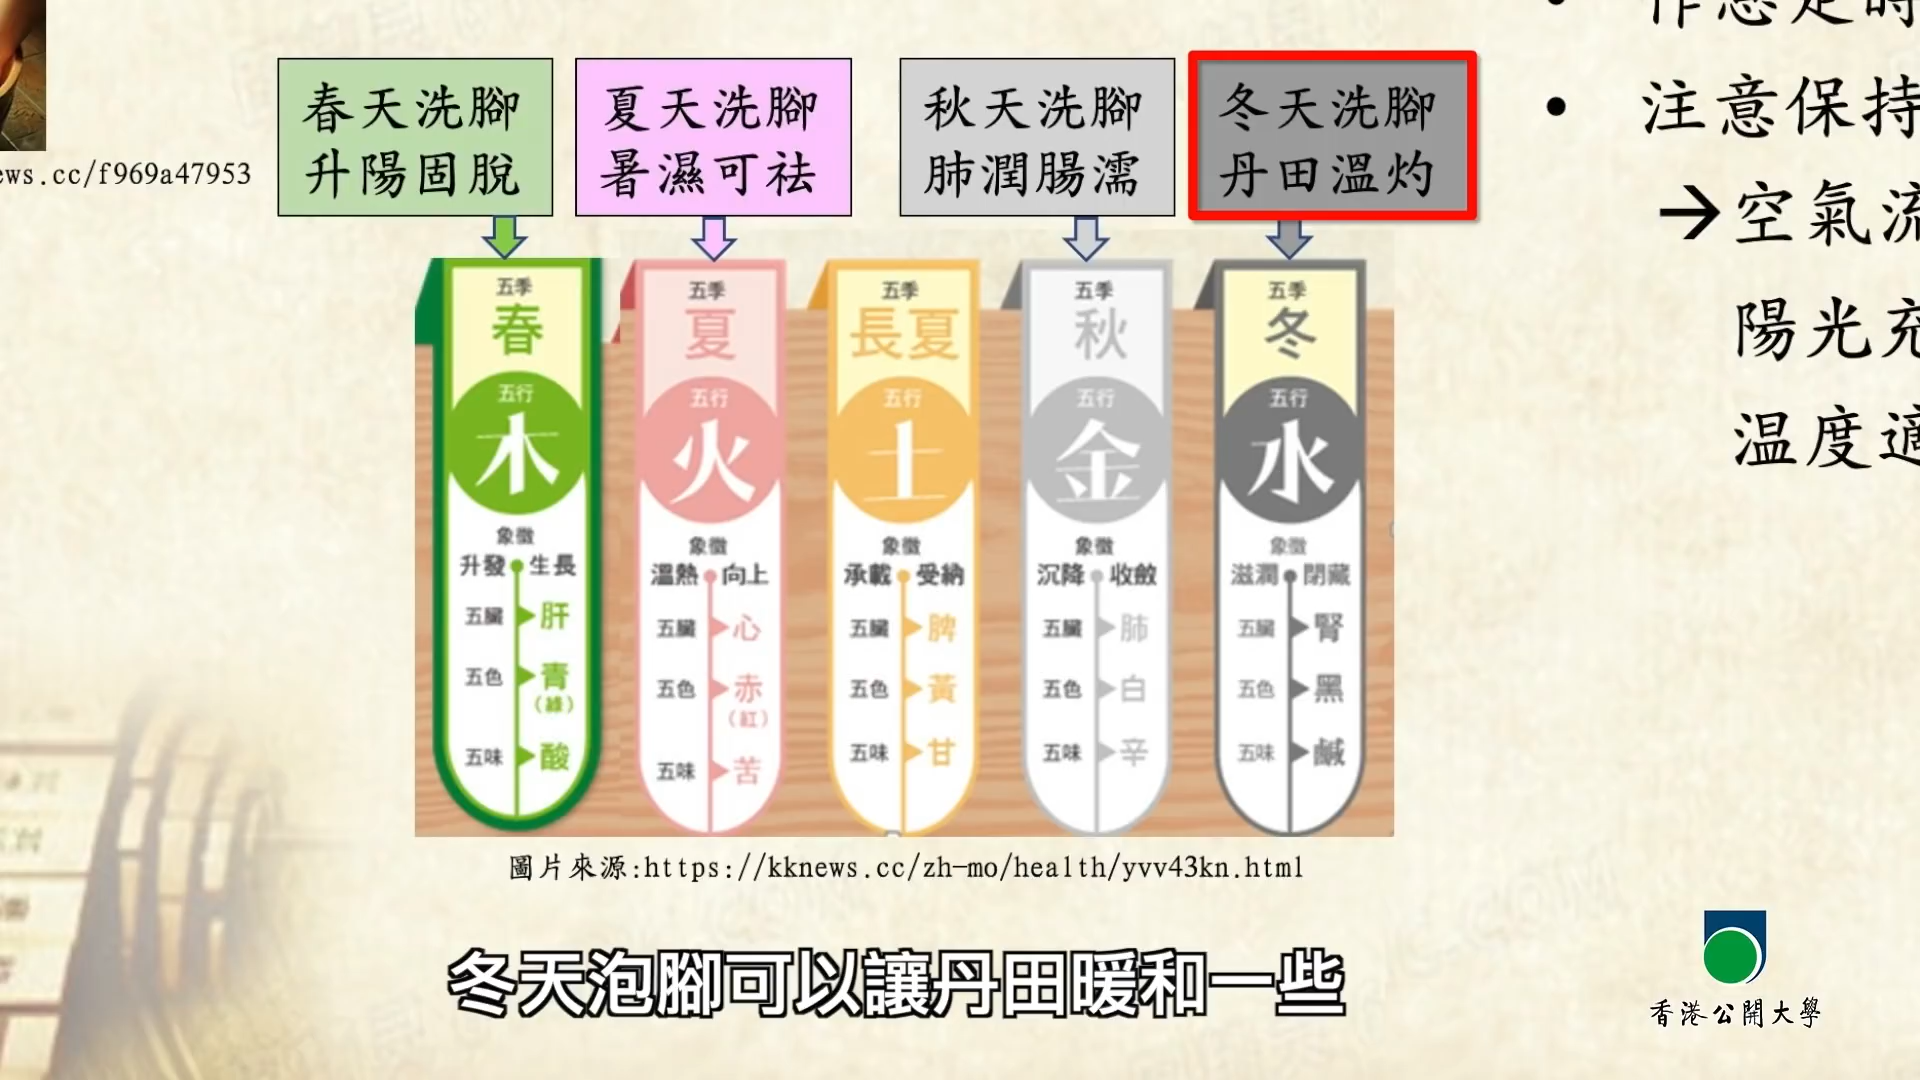 春天洗腳
升陽固脫
夏天洗腳
暑濕可祛
秋天洗腳
肺潤腸濡
冬天洗腳
丹田溫灼
ews.cc/f969a47953
五季
春
五行
木
象徵
升發 生長
五臟 肝
五色 青
(綠)
五味 酸
五季
夏
五行
火
象徵
溫熱 向上
五臟 心
五色 赤
(紅)
五味 苦
五季
長夏
五行
土
象徵
承載 受納
五臟 脾
五色 黃
五味 甘
五季
秋
五行
金
象徵
沉降 收斂
五臟 肺
五色 白
五味 辛
五季
冬
五行
水
象徵
滋潤 閉藏
五臟 腎
五色 黑
五味 鹹
圖片來源:https://kknews.cc/zh-mo/health/yvv43kn.html
• 注意保持
→空氣流
陽光充
温度適
冬天泡腳可以讓丹田暖和一些
香港公開大學